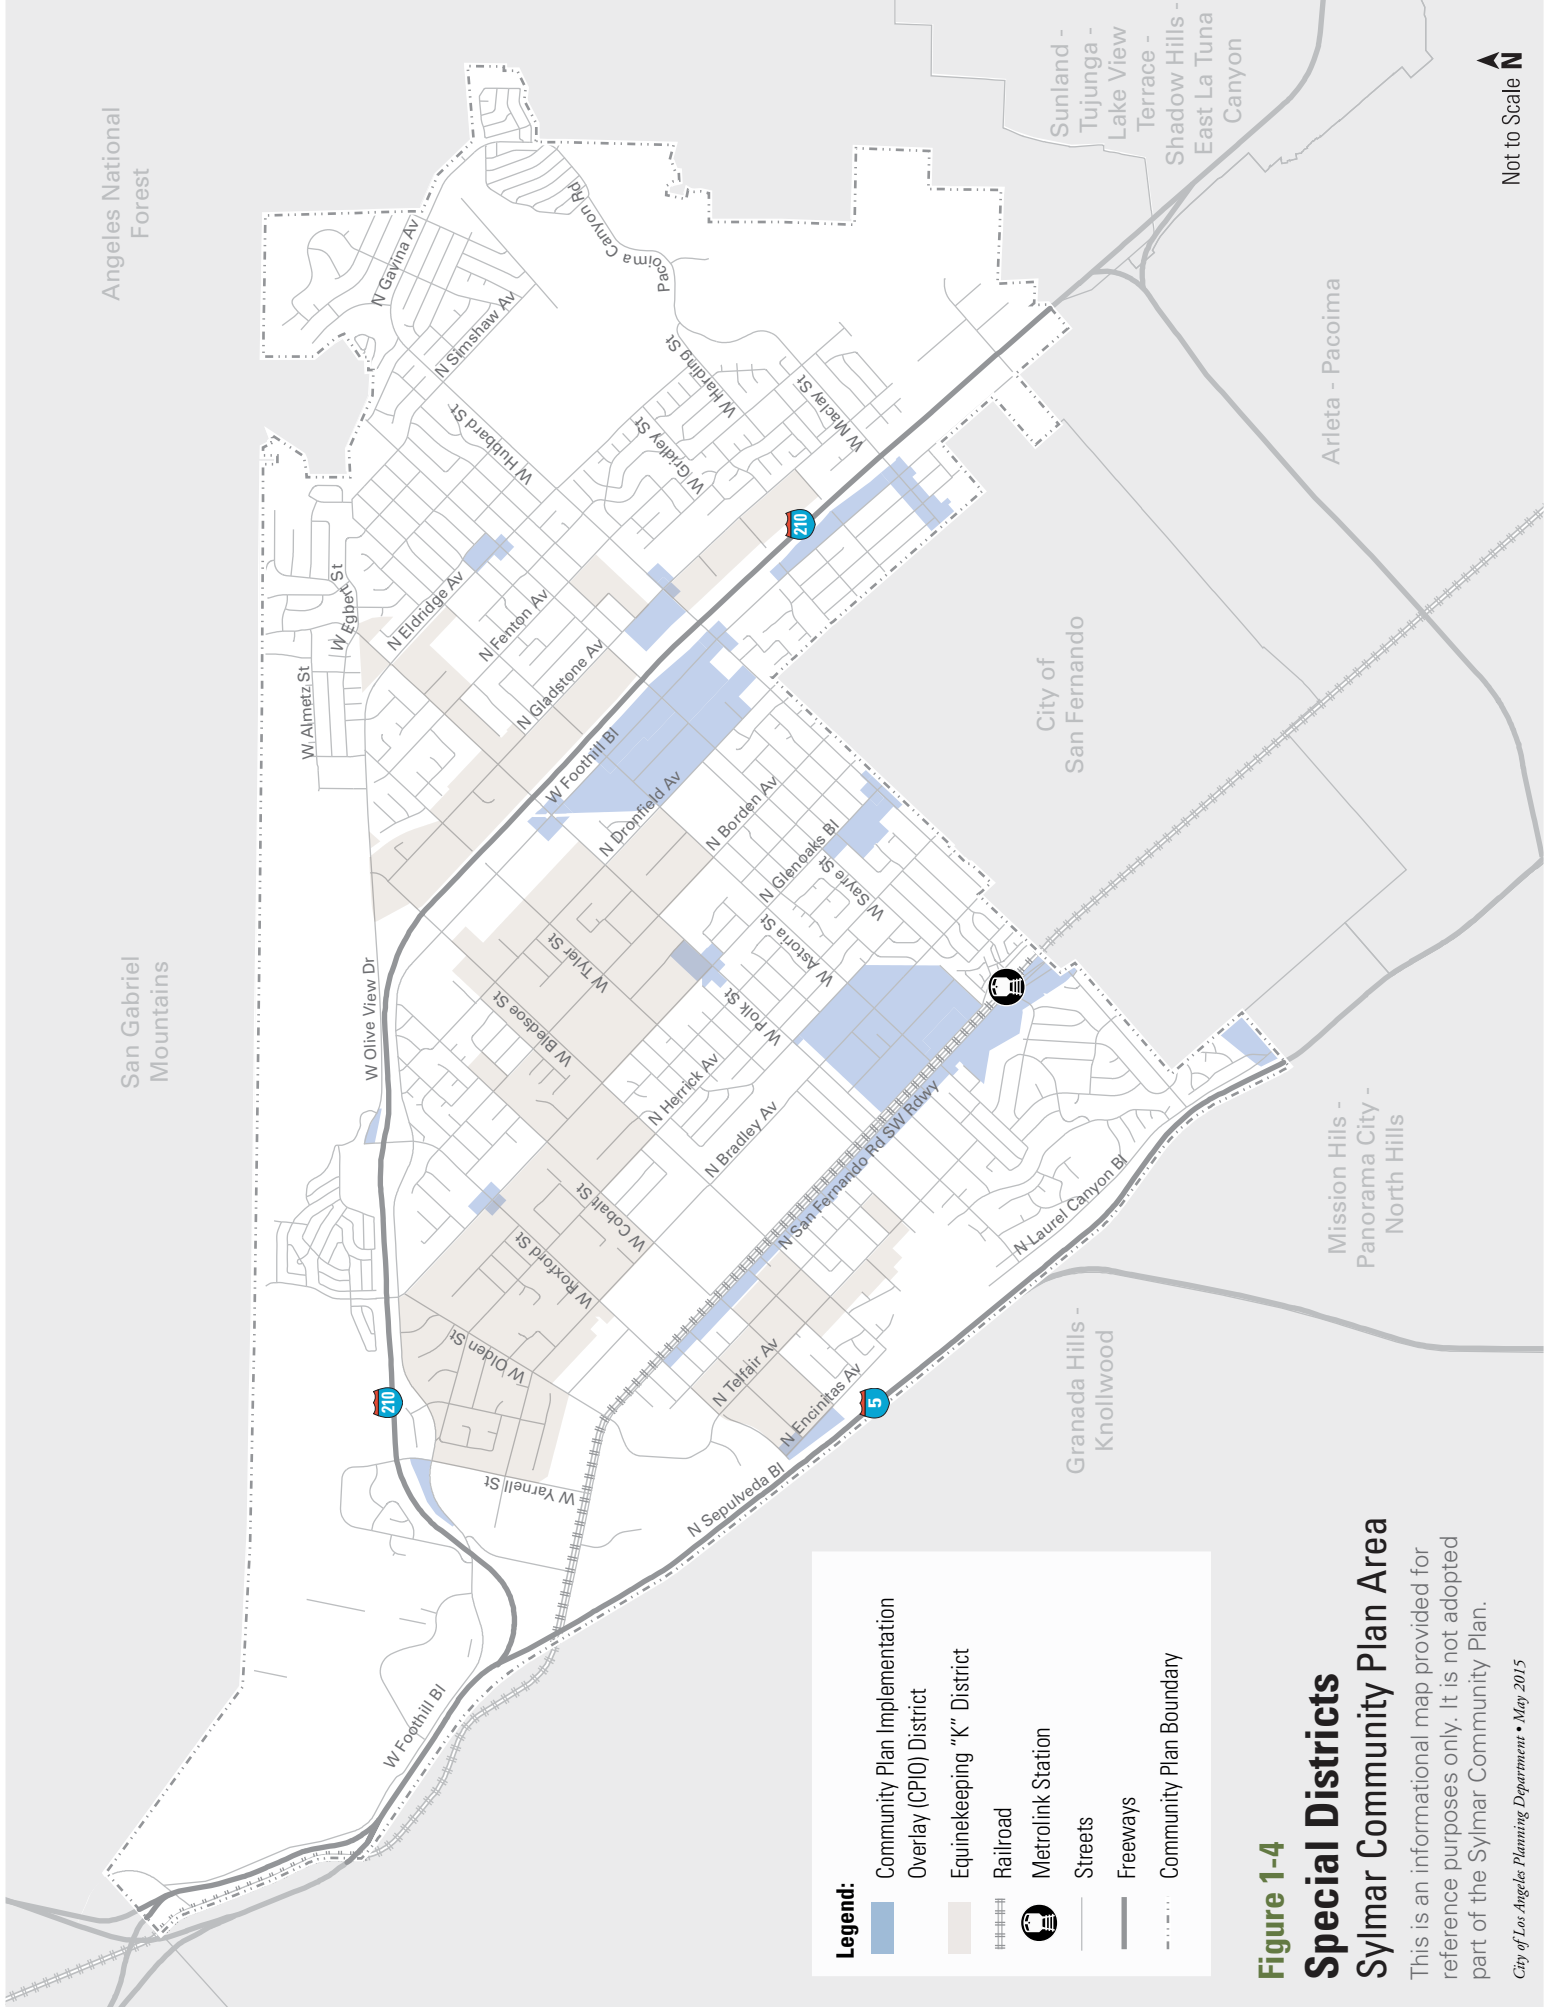 Angeles National
Forest
San Gabriel
Mountains
Sunland -
Tujunga -
Lake View
Terrace -
Shadow Hills -
East La Tuna
Canyon
Arleta - Pacoima
City of
San Fernando
Mission Hils -
Panorama City -
North Hills
Granada Hills -
Knollwood
N Gavina Av
N Simshaw Av
Pacoima Canyon Rd
W Hubbard St
W Harding St
W Gridley St
W Maclay St
W Egbert St
W Almetz St
N Eldridge Av
N Fenton Av
N Gladstone Av
W Foothill Bl
N Dronfield Av
N Borden Av
N Glenoaks Bl
W Sayre St
W Astoria St
W Polk St
W Tyler St
W Bledsoe St
W Olive View Dr
N Herrick Av
N Bradley Av
W Cobalt St
W Roxford St
W Olden St
W Yarnell St
N San Fernando Rd SW Rdwy
N Laurel Canyon Bl
N Telfair Av
N Encinitas Av
N Sepulveda Bl
W Foothill Bl
210
210
5
Not to Scale
N
Legend:
Community Plan Implementation
Overlay (CPIO) District
Equinekeeping "K" District
Railroad
Metrolink Station
Streets
Freeways
Community Plan Boundary
Figure 1-4
Special Districts
Sylmar Community Plan Area
This is an informational map provided for
reference purposes only. It is not adopted
part of the Sylmar Community Plan.
City of Los Angeles Planning Department • May 2015